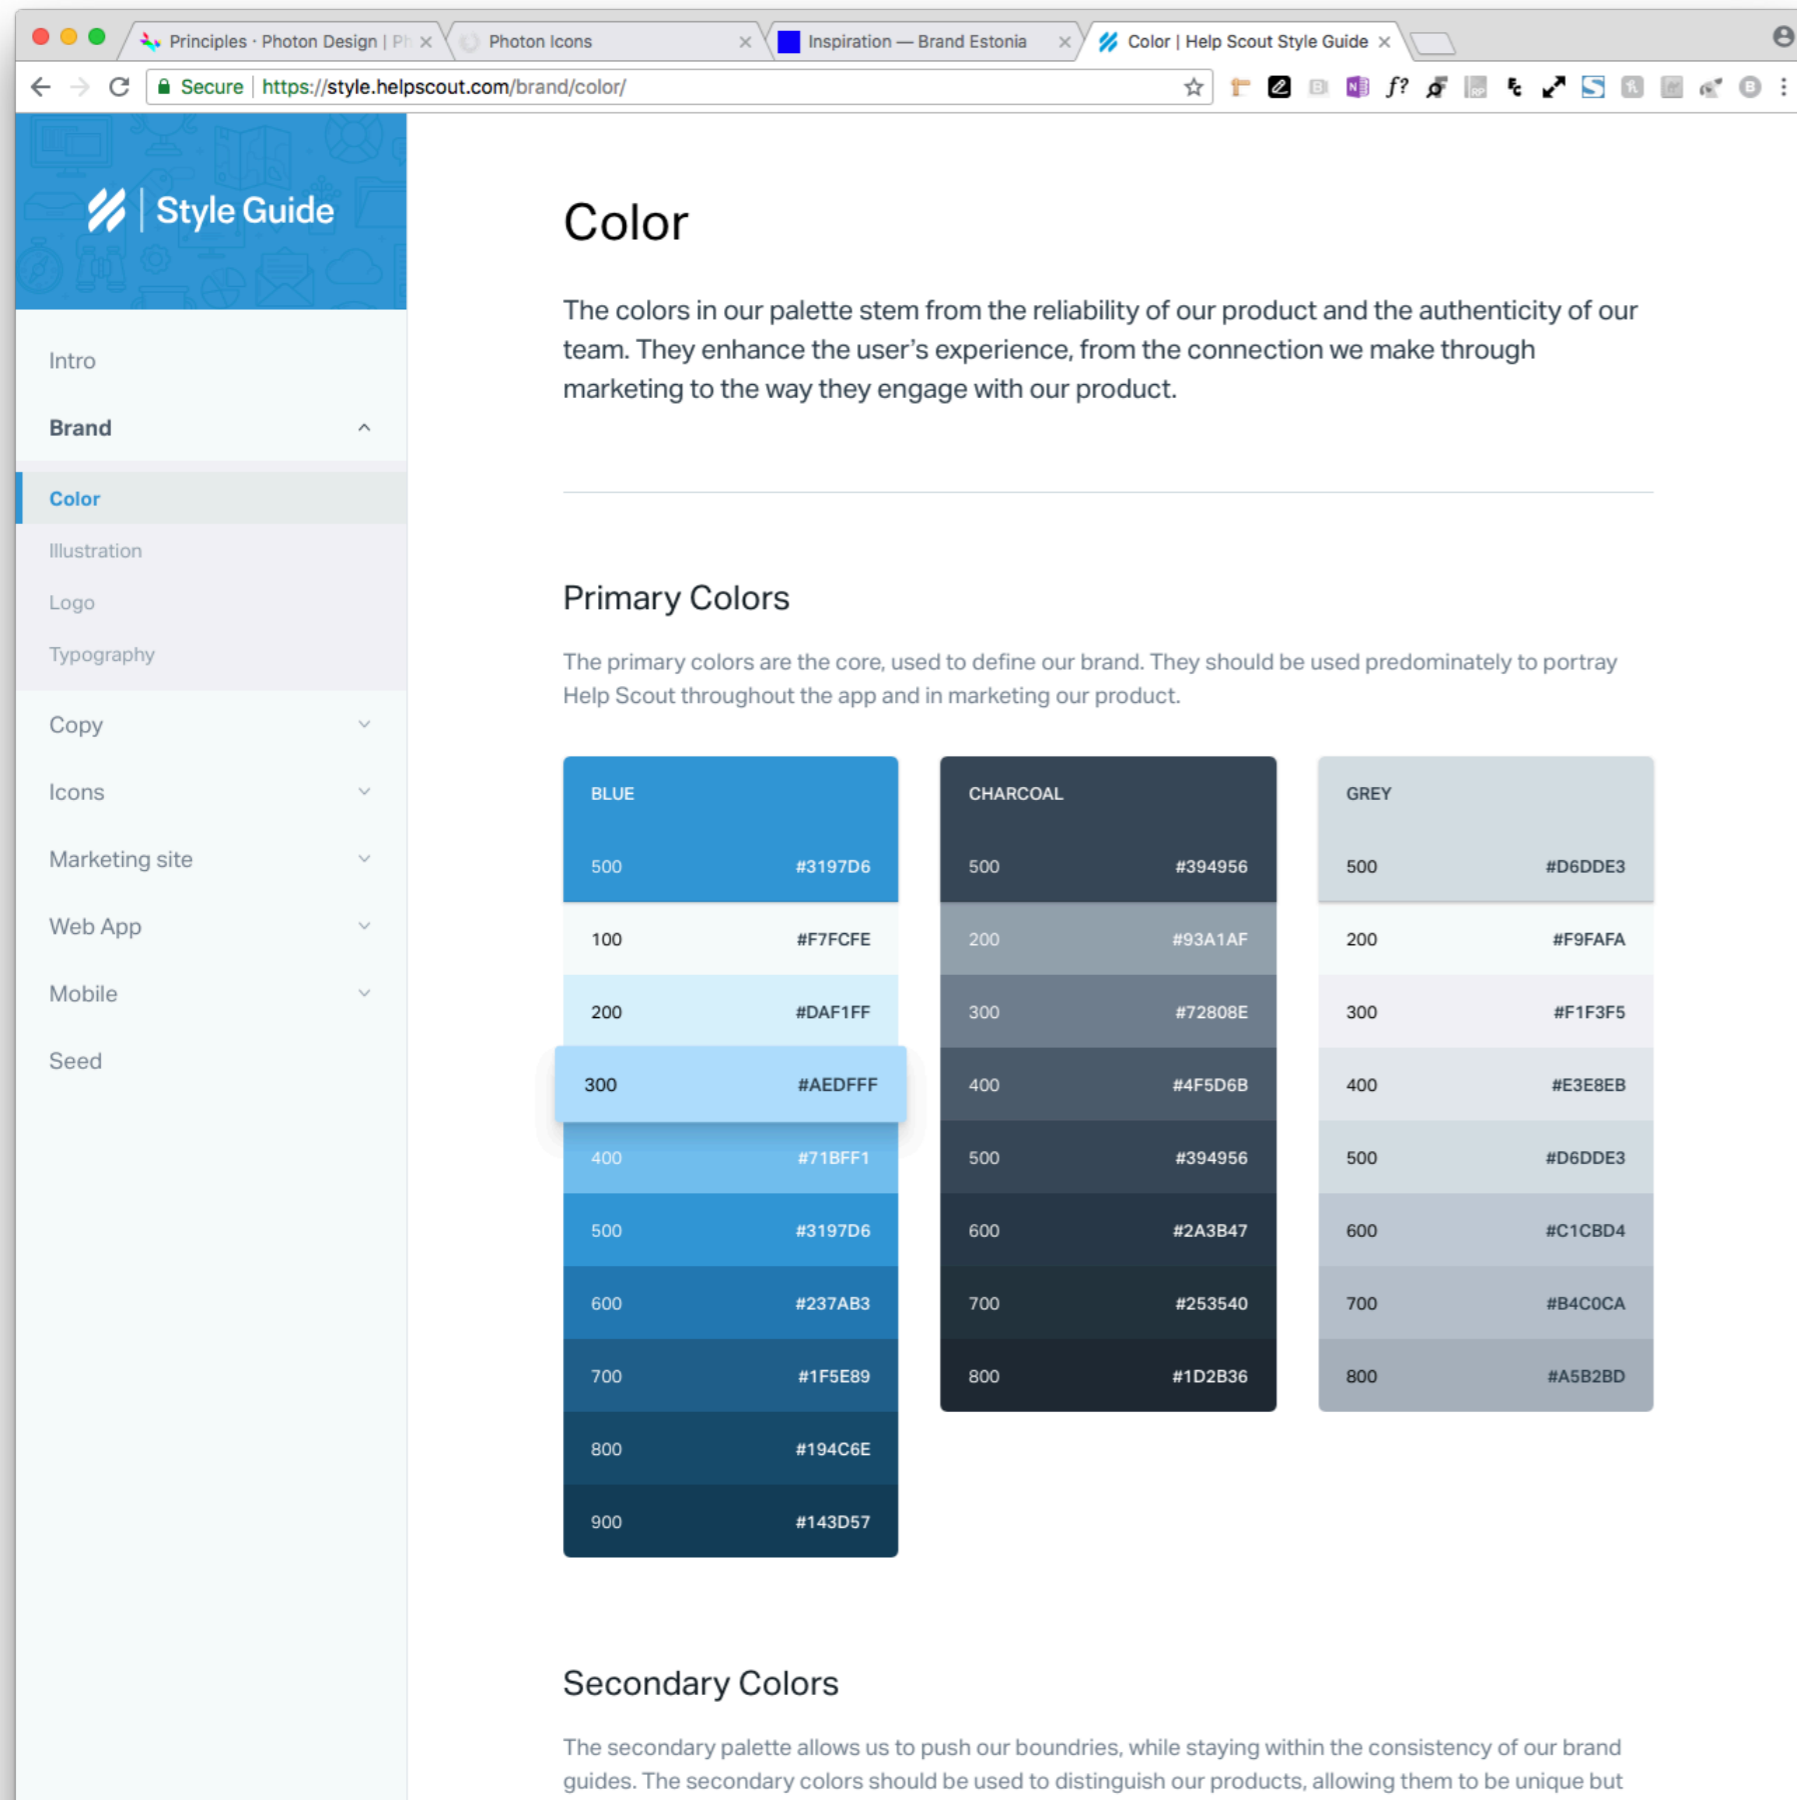 Principles · Photon Design | Ph
Photon Icons
Inspiration — Brand Estonia
Color | Help Scout Style Guide
Secure
https://style.helpscout.com/brand/color/
f?
Style Guide
Intro
Brand
Color
Illustration
Logo
Typography
Copy
Icons
Marketing site
Web App
Mobile
Seed
Color
The colors in our palette stem from the reliability of our product and the authenticity of our
team. They enhance the user’s experience, from the connection we make through
marketing to the way they engage with our product.
Primary Colors
The primary colors are the core, used to define our brand. They should be used predominately to portray
Help Scout throughout the app and in marketing our product.
BLUE
500 #3197D6
100 #F7FCFE
200 #DAF1FF
300 #AEDFFF
400 #71BFF1
500 #3197D6
600 #237AB3
700 #1F5E89
800 #194C6E
900 #143D57
CHARCOAL
500 #394956
200 #93A1AF
300 #72808E
400 #4F5D6B
500 #394956
600 #2A3B47
700 #253540
800 #1D2B36
GREY
500 #D6DDE3
200 #F9FAFA
300 #F1F3F5
400 #E3E8EB
500 #D6DDE3
600 #C1CBD4
700 #B4C0CA
800 #A5B2BD
Secondary Colors
The secondary palette allows us to push our boundries, while staying within the consistency of our brand
guides. The secondary colors should be used to distinguish our products, allowing them to be unique but